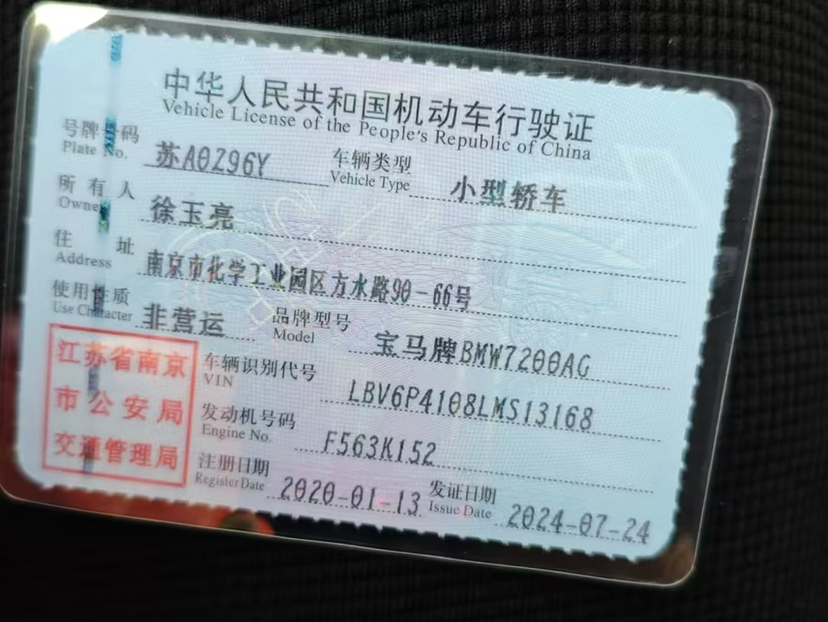 中华人民共和国机动车行驶证
Vehicle License of the People's Republic of China
号牌号码 苏A0Z96Y 车辆类型 小型轿车
Plate No. Vehicle Type
所有人 徐玉亮
Owner
住址 南京市化学工业园区方水路90-66号
Address
使用性质 非营运 品牌型号 宝马牌BMW7200AG
Use Character Model
江苏省南京
市公安局
交通管理局
车辆识别代号 LBV6P4108LMS13168
VIN
发动机号码 F563K152
Engine No.
注册日期 2020-01-13 发证日期 2024-07-24
Register Date Issue Date